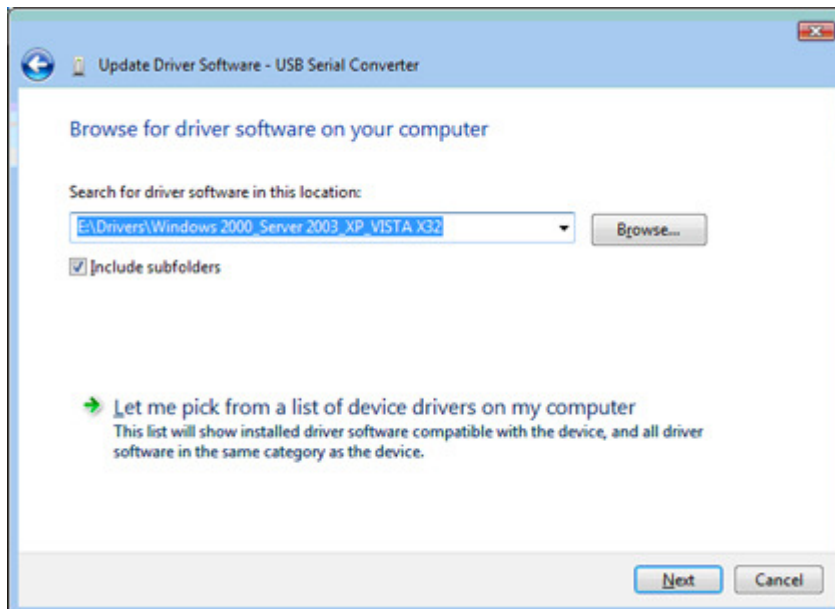 Update Driver Software - USB Serial Converter
Browse for driver software on your computer
Search for driver software in this location:
E:\Drivers\Windows 2000_Server 2003_XP_VISTA X32
Browse...
Include subfolders
Let me pick from a list of device drivers on my computer
This list will show installed driver software compatible with the device, and all driver
software in the same category as the device.
Next
Cancel